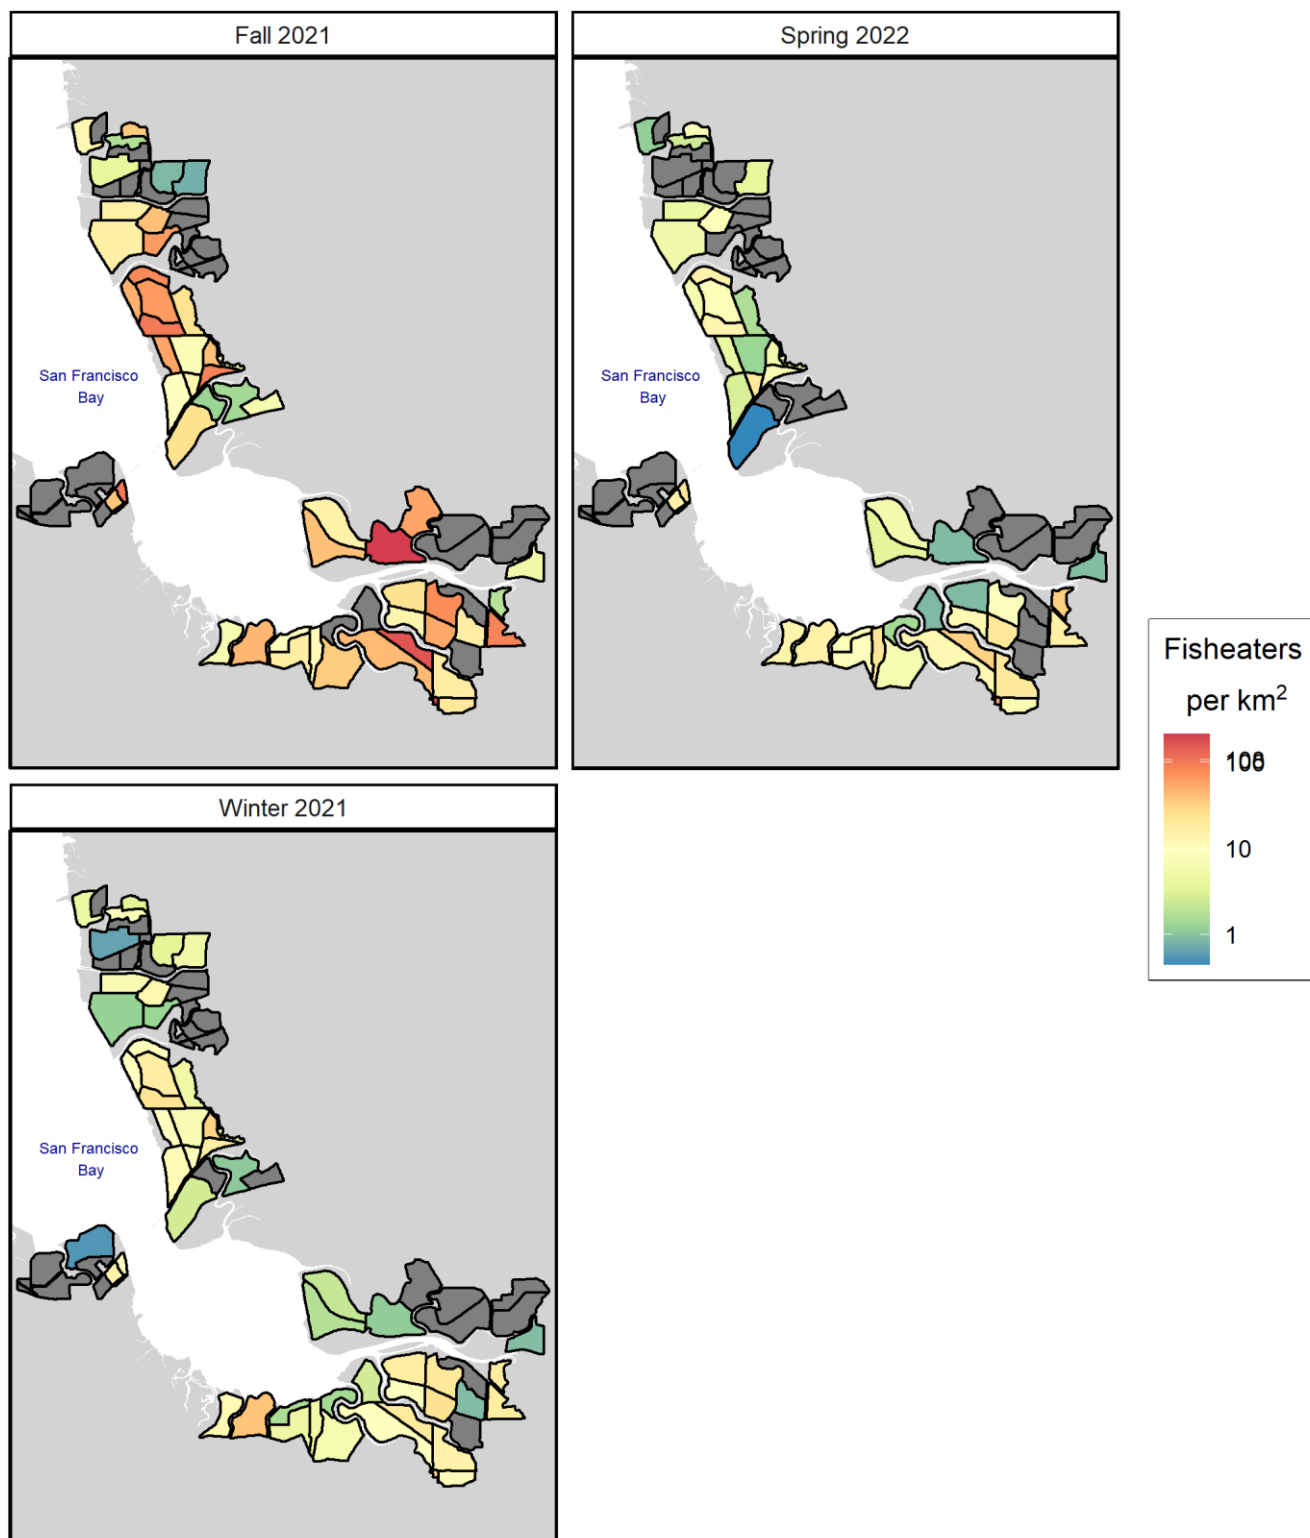 Fall 2021
Spring 2022
San Francisco
Bay
San Francisco
Bay
Fisheaters
per km²
10
1
Winter 2021
San Francisco
Bay